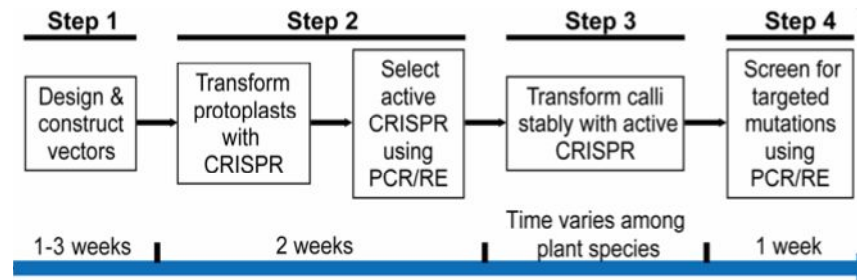 Step 1
Step 2
Step 3
Step 4
Design &
construct
vectors
Transform
protoplasts
with
CRISPR
Select
active
CRISPR
using
PCR/RE
Transform calli
stably with active
CRISPR
Screen for
targeted
mutations
using
PCR/RE
1-3 weeks
2 weeks
Time varies among
plant species
1 week